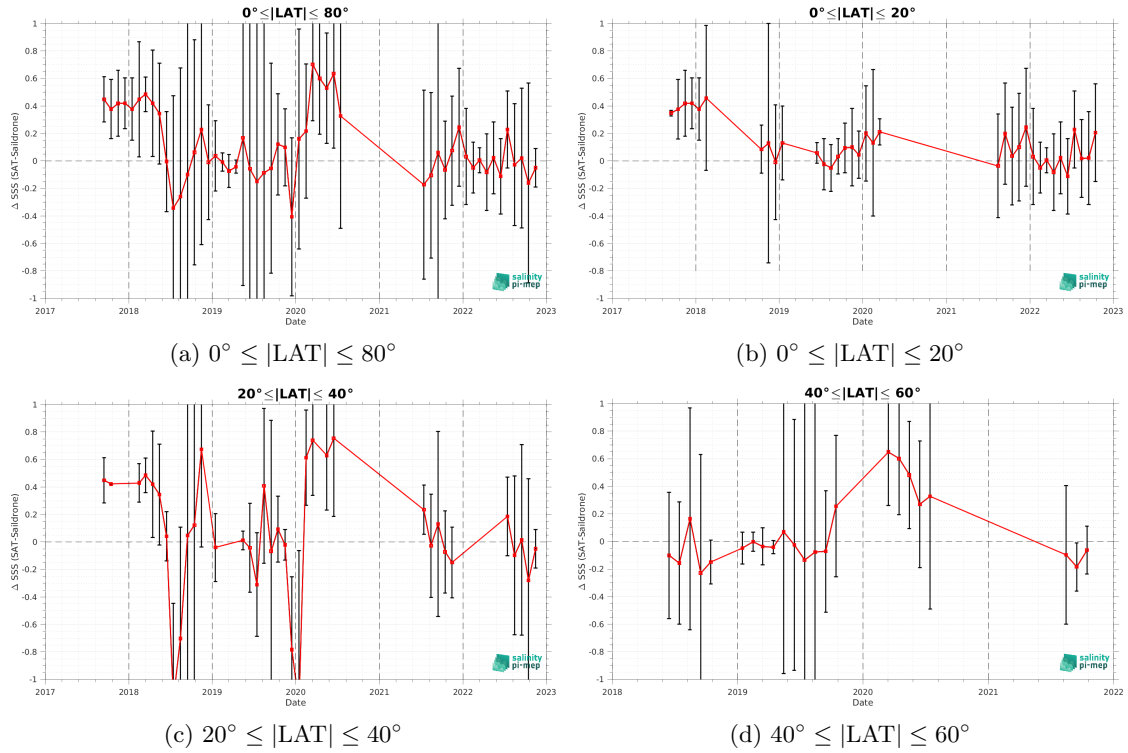 0°≤|LAT|≤ 80°
Δ SSS (SAT-Saildrone)
1
0.8
0.6
0.4
0.2
0
-0.2
-0.4
-0.6
-0.8
-1
2017
2018
2019
2020
2021
2022
2023
Date
salinity
pi-mep
(a) 0° ≤ |LAT| ≤ 80°
0°≤|LAT|≤ 20°
Δ SSS (SAT-Saildrone)
1
0.8
0.6
0.4
0.2
0
-0.2
-0.4
-0.6
-0.8
-1
2017
2018
2019
2020
2021
2022
2023
Date
salinity
pi-mep
(b) 0° ≤ |LAT| ≤ 20°
20°≤|LAT|≤ 40°
Δ SSS (SAT-Saildrone)
1
0.8
0.6
0.4
0.2
0
-0.2
-0.4
-0.6
-0.8
-1
2017
2018
2019
2020
2021
2022
2023
Date
salinity
pi-mep
(c) 20° ≤ |LAT| ≤ 40°
40°≤|LAT|≤ 60°
Δ SSS (SAT-Saildrone)
1
0.8
0.6
0.4
0.2
0
-0.2
-0.4
-0.6
-0.8
-1
2018
2019
2020
2021
2022
Date
salinity
pi-mep
(d) 40° ≤ |LAT| ≤ 60°